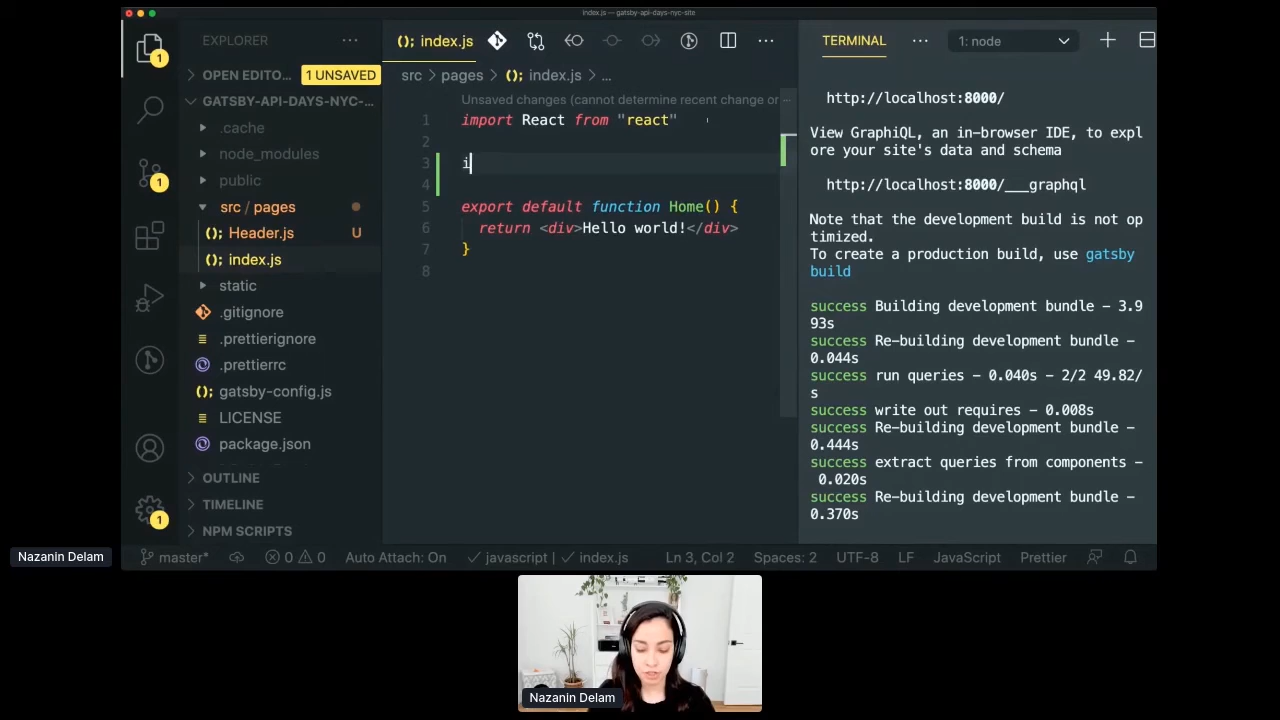 index.js — gatsby-api-days-nyc-site
EXPLORER
OPEN EDITO... 1 UNSAVED
GATSBY-API-DAYS-NYC-...
.cache
node_modules
public
src / pages
Header.js U
index.js
static
.gitignore
.prettierignore
.prettierrc
gatsby-config.js
LICENSE
package.json
OUTLINE
TIMELINE
NPM SCRIPTS
1
1
1
index.js
src > pages > index.js > ...
Unsaved changes (cannot determine recent change or
1 import React from "react"
2
3 i
4
5 export default function Home() {
6 return <div>Hello world!</div>
7 }
8
TERMINAL ... 1: node
http://localhost:8000/
View GraphiQL, an in-browser IDE, to expl
ore your site's data and schema
http://localhost:8000/___graphql
Note that the development build is not op
timized.
To create a production build, use gatsby
build
success Building development bundle – 3.9
93s
success Re-building development bundle –
0.044s
success run queries – 0.040s – 2/2 49.82/
s
success write out requires – 0.008s
success Re-building development bundle –
0.444s
success extract queries from components –
0.020s
success Re-building development bundle –
0.370s
master* 0 0 Auto Attach: On javascript | index.js Ln 3, Col 2 Spaces: 2 UTF-8 LF JavaScript Prettier
Nazanin Delam
Nazanin Delam